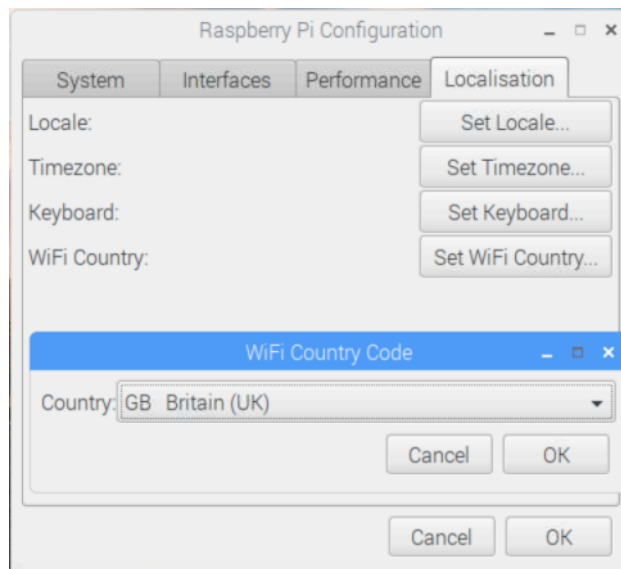 Raspberry Pi Configuration
System Interfaces Performance Localisation
Locale: Set Locale...
Timezone: Set Timezone...
Keyboard: Set Keyboard...
WiFi Country: Set WiFi Country...
WiFi Country Code
Country: GB Britain (UK)
Cancel OK
Cancel OK